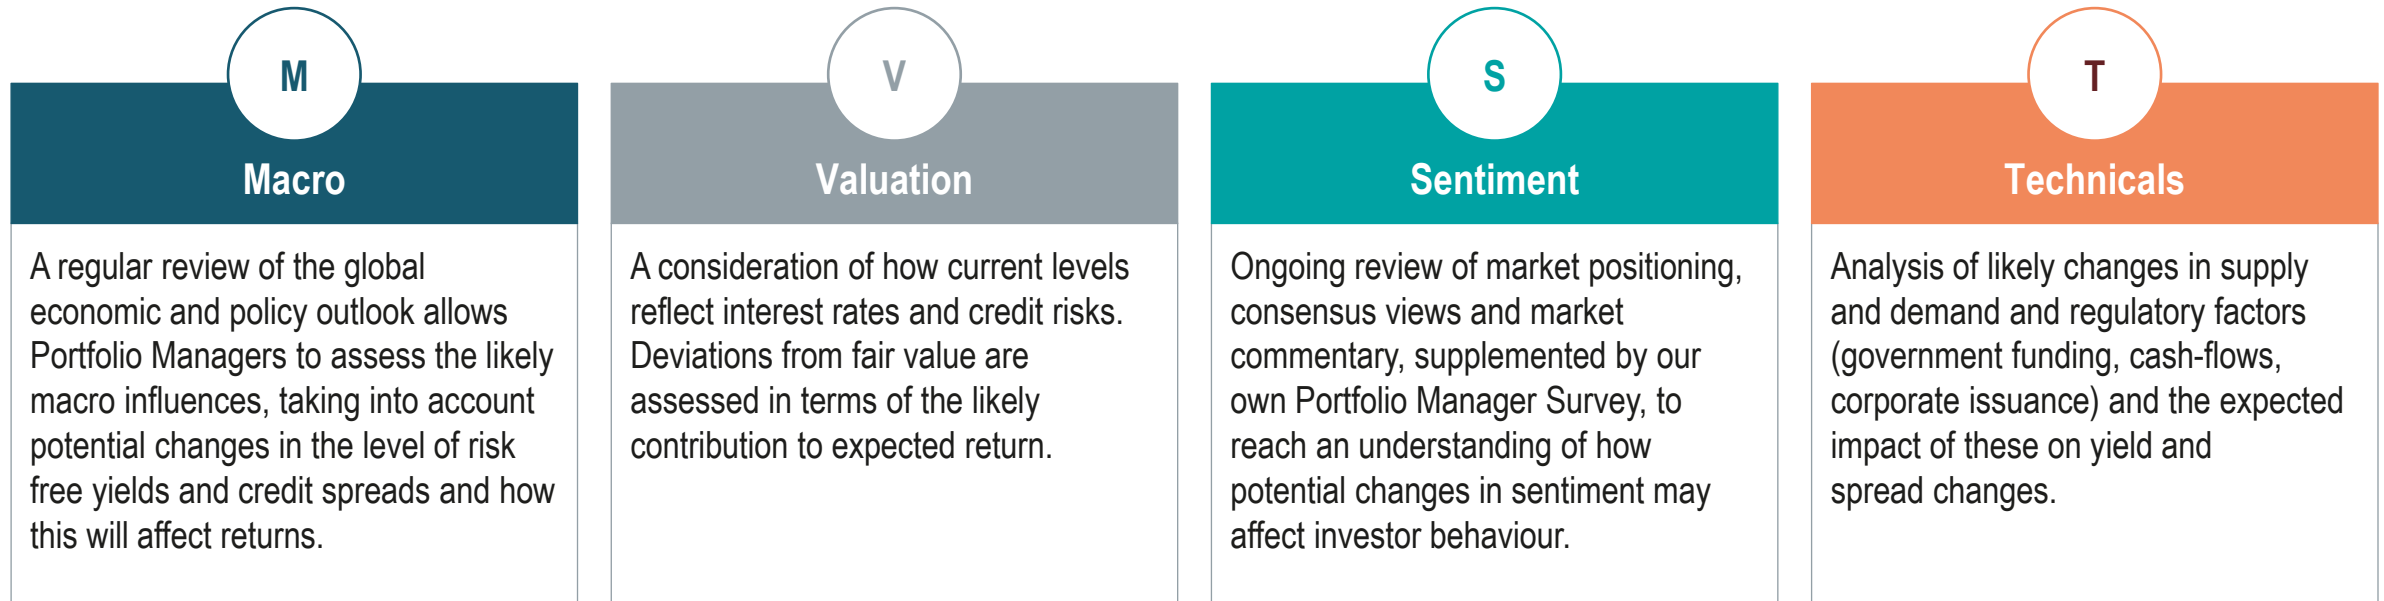 M
Macro
A regular review of the global
economic and policy outlook allows
Portfolio Managers to assess the likely
macro influences, taking into account
potential changes in the level of risk
free yields and credit spreads and how
this will affect returns.
V
Valuation
A consideration of how current levels
reflect interest rates and credit risks.
Deviations from fair value are
assessed in terms of the likely
contribution to expected return.
S
Sentiment
Ongoing review of market positioning,
consensus views and market
commentary, supplemented by our
own Portfolio Manager Survey, to
reach an understanding of how
potential changes in sentiment may
affect investor behaviour.
T
Technicals
Analysis of likely changes in supply
and demand and regulatory factors
(government funding, cash-flows,
corporate issuance) and the expected
impact of these on yield and
spread changes.